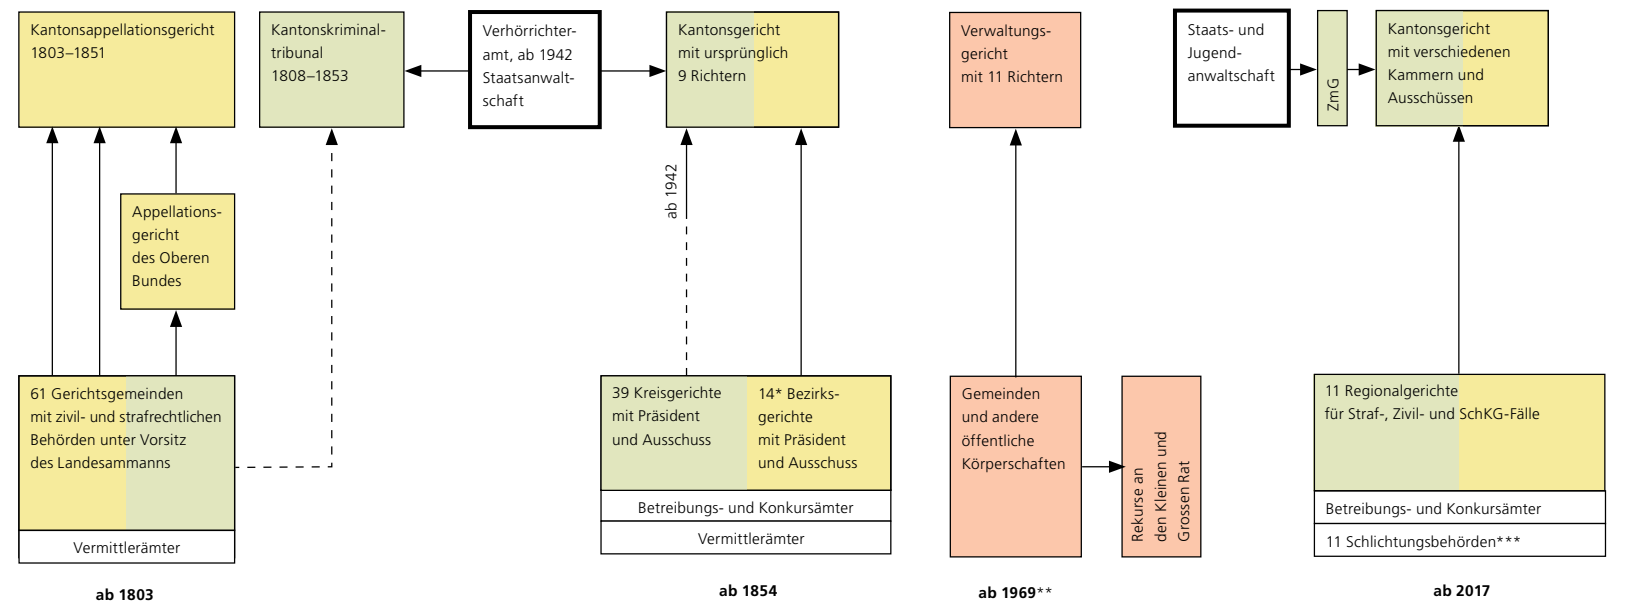 Kantonsappellationsgericht
1803–1851
Kantonskriminal-
tribunal
1808–1853
Verhörrichter-
amt, ab 1942
Staatsanwalt-
schaft
Kantonsgericht
mit ursprünglich
9 Richtern
Verwaltungs-
gericht
mit 11 Richtern
Staats- und
Jugend-
anwaltschaft
ZmG
Kantonsgericht
mit verschiedenen
Kammern und
Ausschüssen
ab 1942
Appellations-
gericht
des Oberen
Bundes
61 Gerichtsgemeinden
mit zivil- und strafrechtlichen
Behörden unter Vorsitz
des Landesammanns
Vermittlerämter
ab 1803
39 Kreisgerichte
mit Präsident
und Ausschuss
14* Bezirks-
gerichte
mit Präsident
und Ausschuss
Betreibungs- und Konkursämter
Vermittlerämter
ab 1854
Gemeinden
und andere
öffentliche
Körperschaften
Rekurse an
den Kleinen und
Grossen Rat
ab 1969**
11 Regionalgerichte
für Straf-, Zivil- und SchKG-Fälle
Betreibungs- und Konkursämter
11 Schlichtungsbehörden***
ab 2017